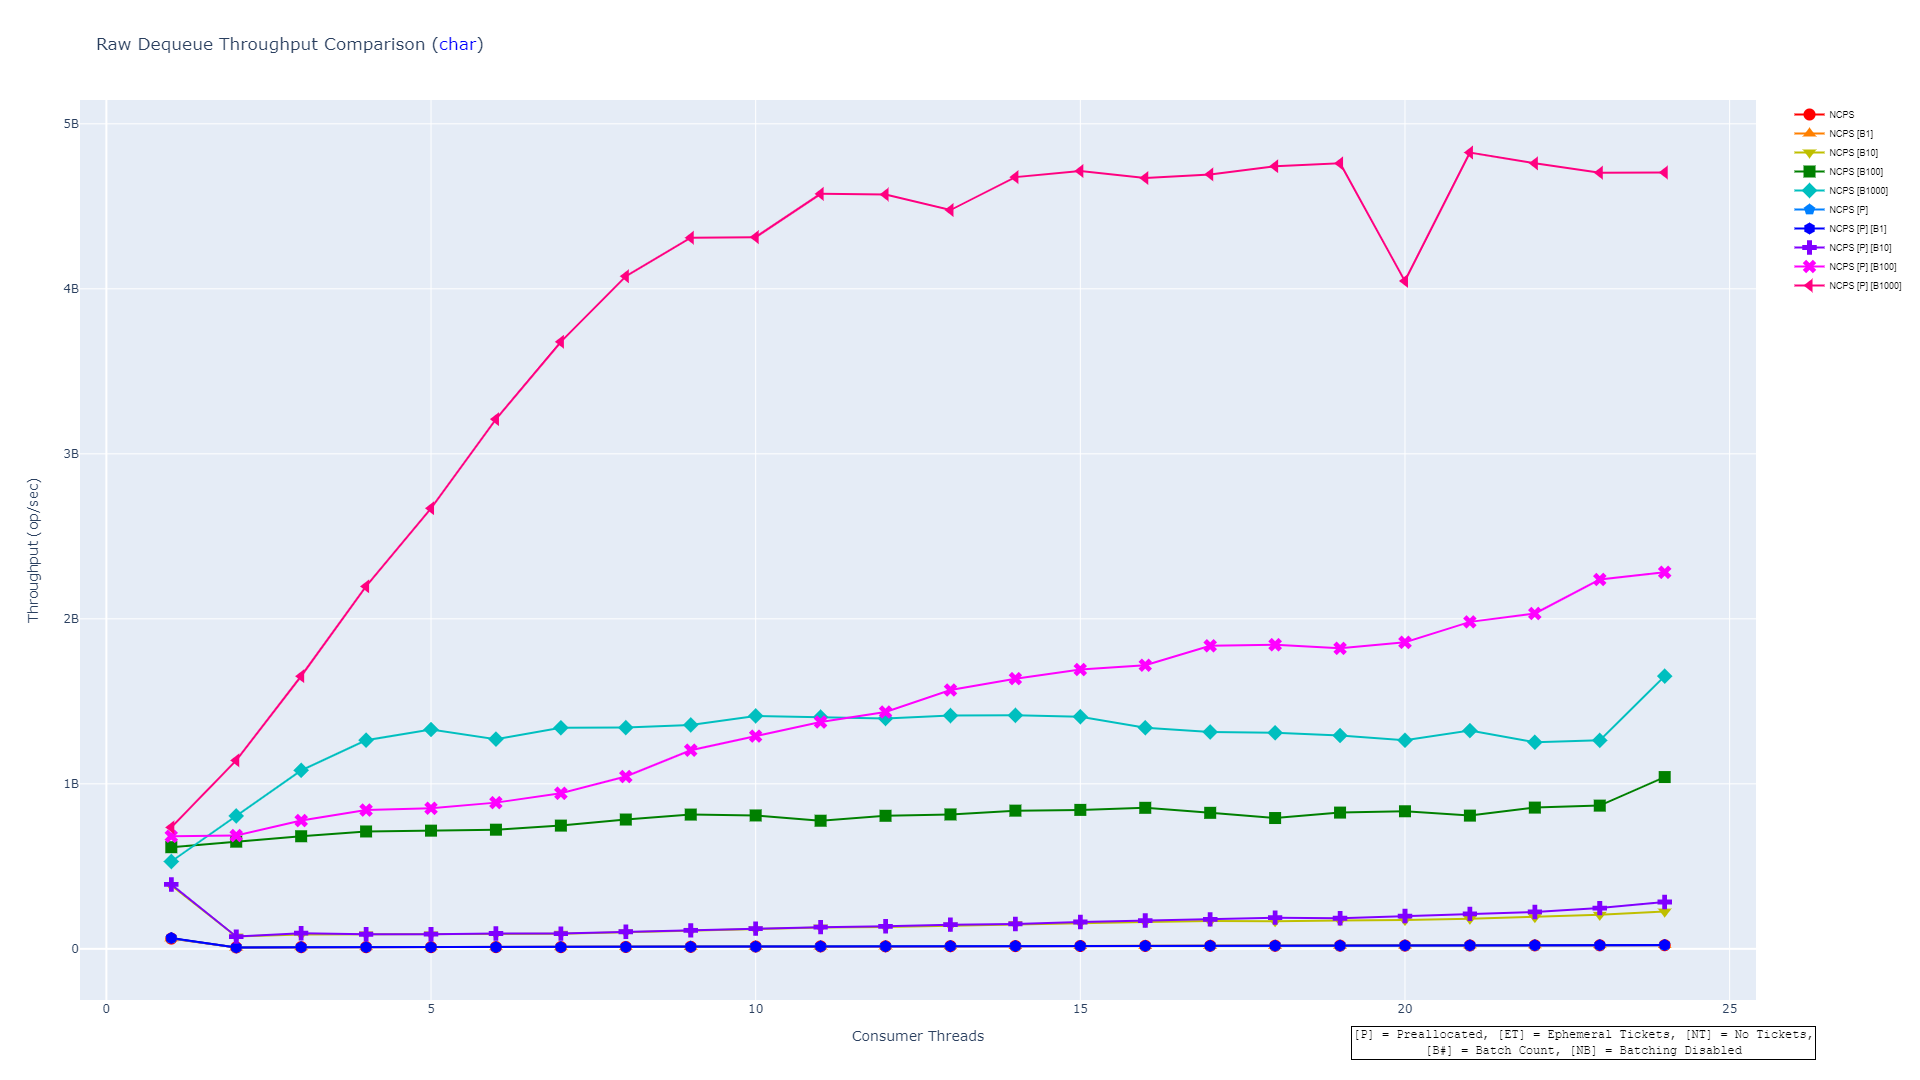 Raw Dequeue Throughput Comparison (char)
5B
4B
3B
2B
1B
0
Throughput (op/sec)
0
5
10
15
20
25
Consumer Threads
NCPS
NCPS [B1]
NCPS [B10]
NCPS [B100]
NCPS [B1000]
NCPS [P]
NCPS [P] [B1]
NCPS [P] [B10]
NCPS [P] [B100]
NCPS [P] [B1000]
[P] = Preallocated, [ET] = Ephemeral Tickets, [NT] = No Tickets,
[B#] = Batch Count, [NB] = Batching Disabled